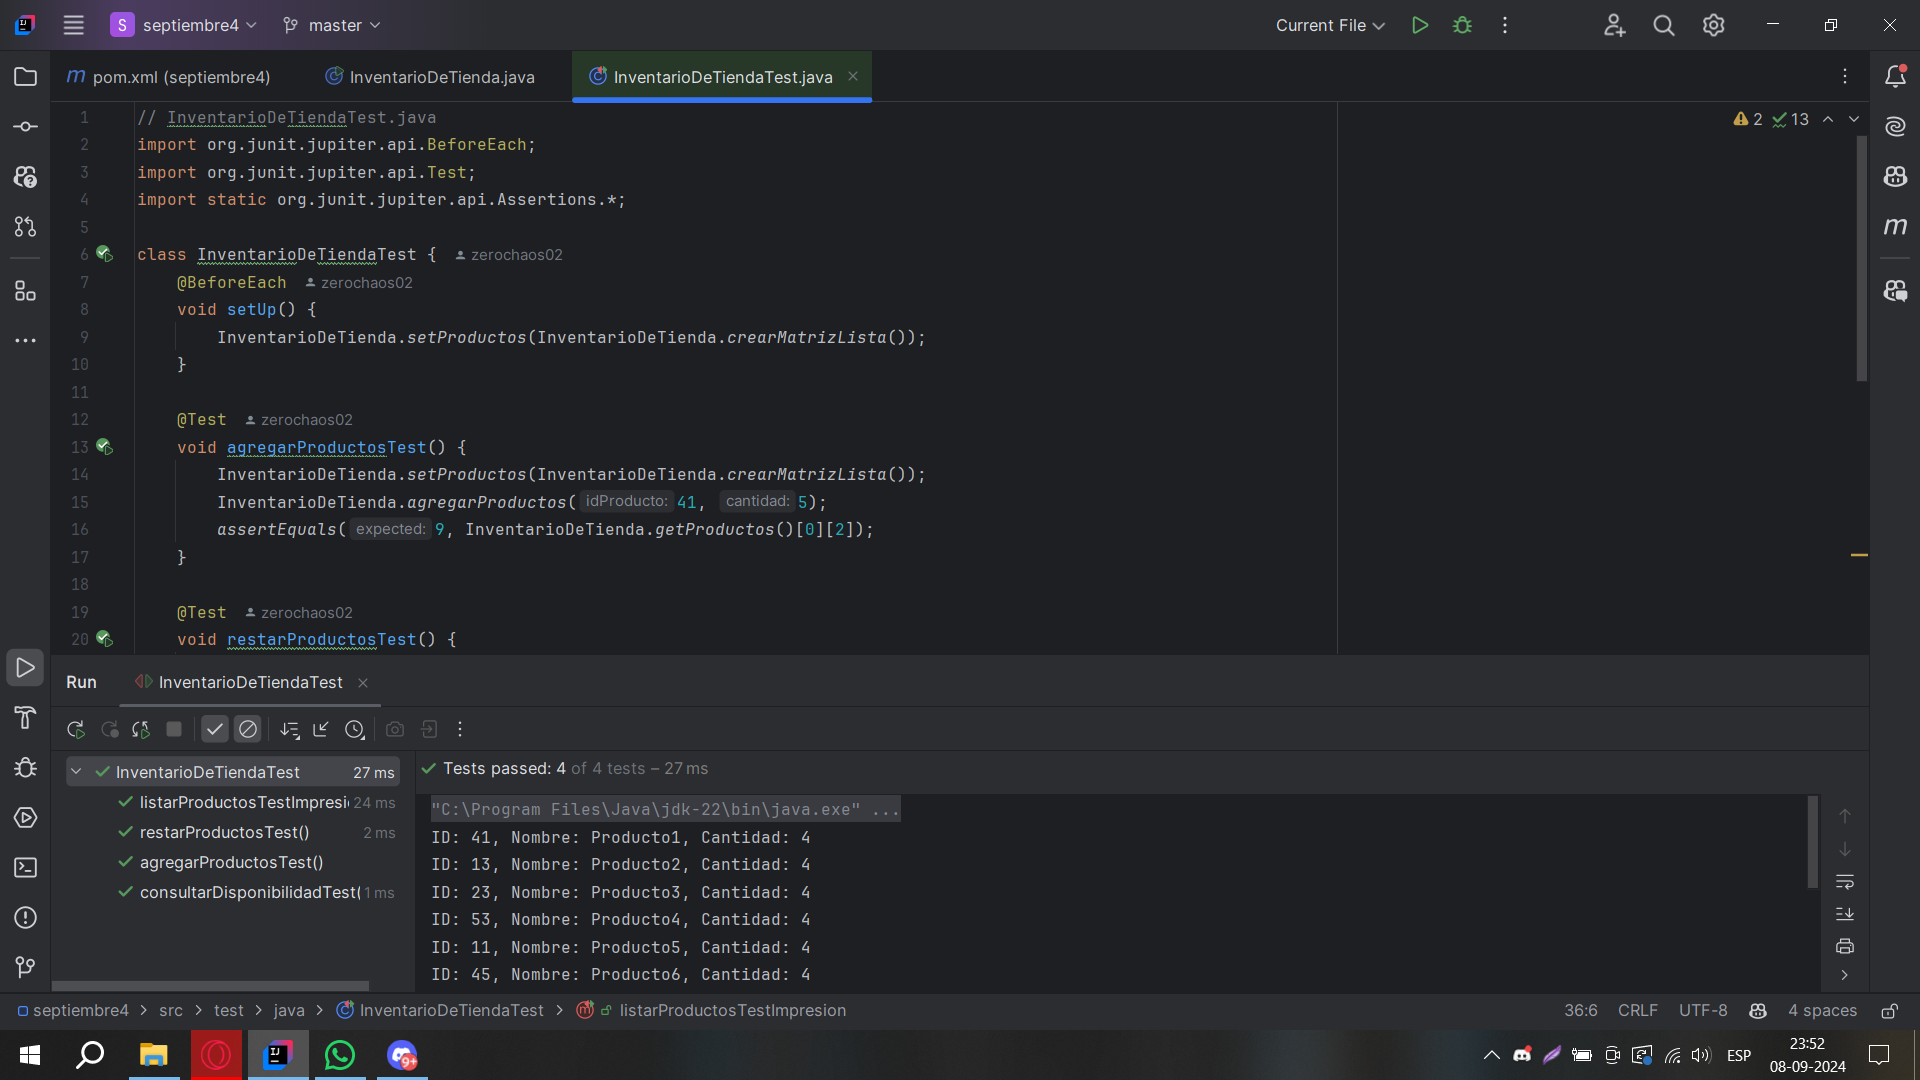 S septiembre4 master Current File
m pom.xml (septiembre4) InventarioDeTienda.java InventarioDeTiendaTest.java
1 // InventarioDeTiendaTest.java
2 13
2 import org.junit.jupiter.api.BeforeEach;
3 import org.junit.jupiter.api.Test;
4 import static org.junit.jupiter.api.Assertions.*;
5
6 class InventarioDeTiendaTest { zerochaos02
7 @BeforeEach zerochaos02
8 void setUp() {
9 InventarioDeTienda.setProductos(InventarioDeTienda.crearMatrizLista());
10 }
11
12 @Test zerochaos02
13 void agregarProductosTest() {
14 InventarioDeTienda.setProductos(InventarioDeTienda.crearMatrizLista());
15 InventarioDeTienda.agregarProductos( idProducto: 41, cantidad: 5);
16 assertEquals( expected: 9, InventarioDeTienda.getProductos()[0][2]);
17 }
18
19 @Test zerochaos02
20 void restarProductosTest() {
Run InventarioDeTiendaTest
InventarioDeTiendaTest 27 ms
listarProductosTestImpresi 24 ms
restarProductosTest() 2 ms
agregarProductosTest()
consultarDisponibilidadTest( 1 ms
Tests passed: 4 of 4 tests – 27 ms
"C:\Program Files\Java\jdk-22\bin\java.exe" ...
ID: 41, Nombre: Producto1, Cantidad: 4
ID: 13, Nombre: Producto2, Cantidad: 4
ID: 23, Nombre: Producto3, Cantidad: 4
ID: 53, Nombre: Producto4, Cantidad: 4
ID: 11, Nombre: Producto5, Cantidad: 4
ID: 45, Nombre: Producto6, Cantidad: 4
septiembre4 > src > test > java > InventarioDeTiendaTest > listarProductosTestImpresion
36:6 CRLF UTF-8 4 spaces
9+
ESP
23:52
08-09-2024